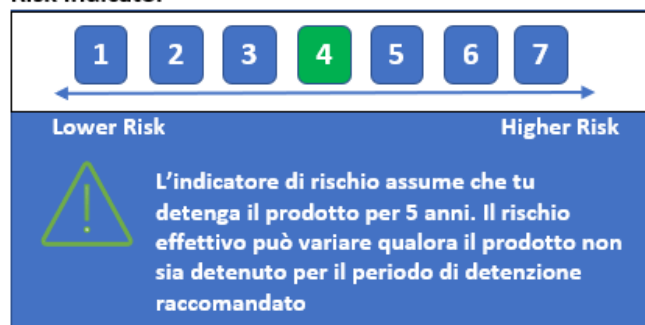 1 2 3 4 5 6 7
Lower Risk Higher Risk
L'indicatore di rischio assume che tu
detenga il prodotto per 5 anni. Il rischio
effettivo può variare qualora il prodotto non
sia detenuto per il periodo di detenzione
raccomandato